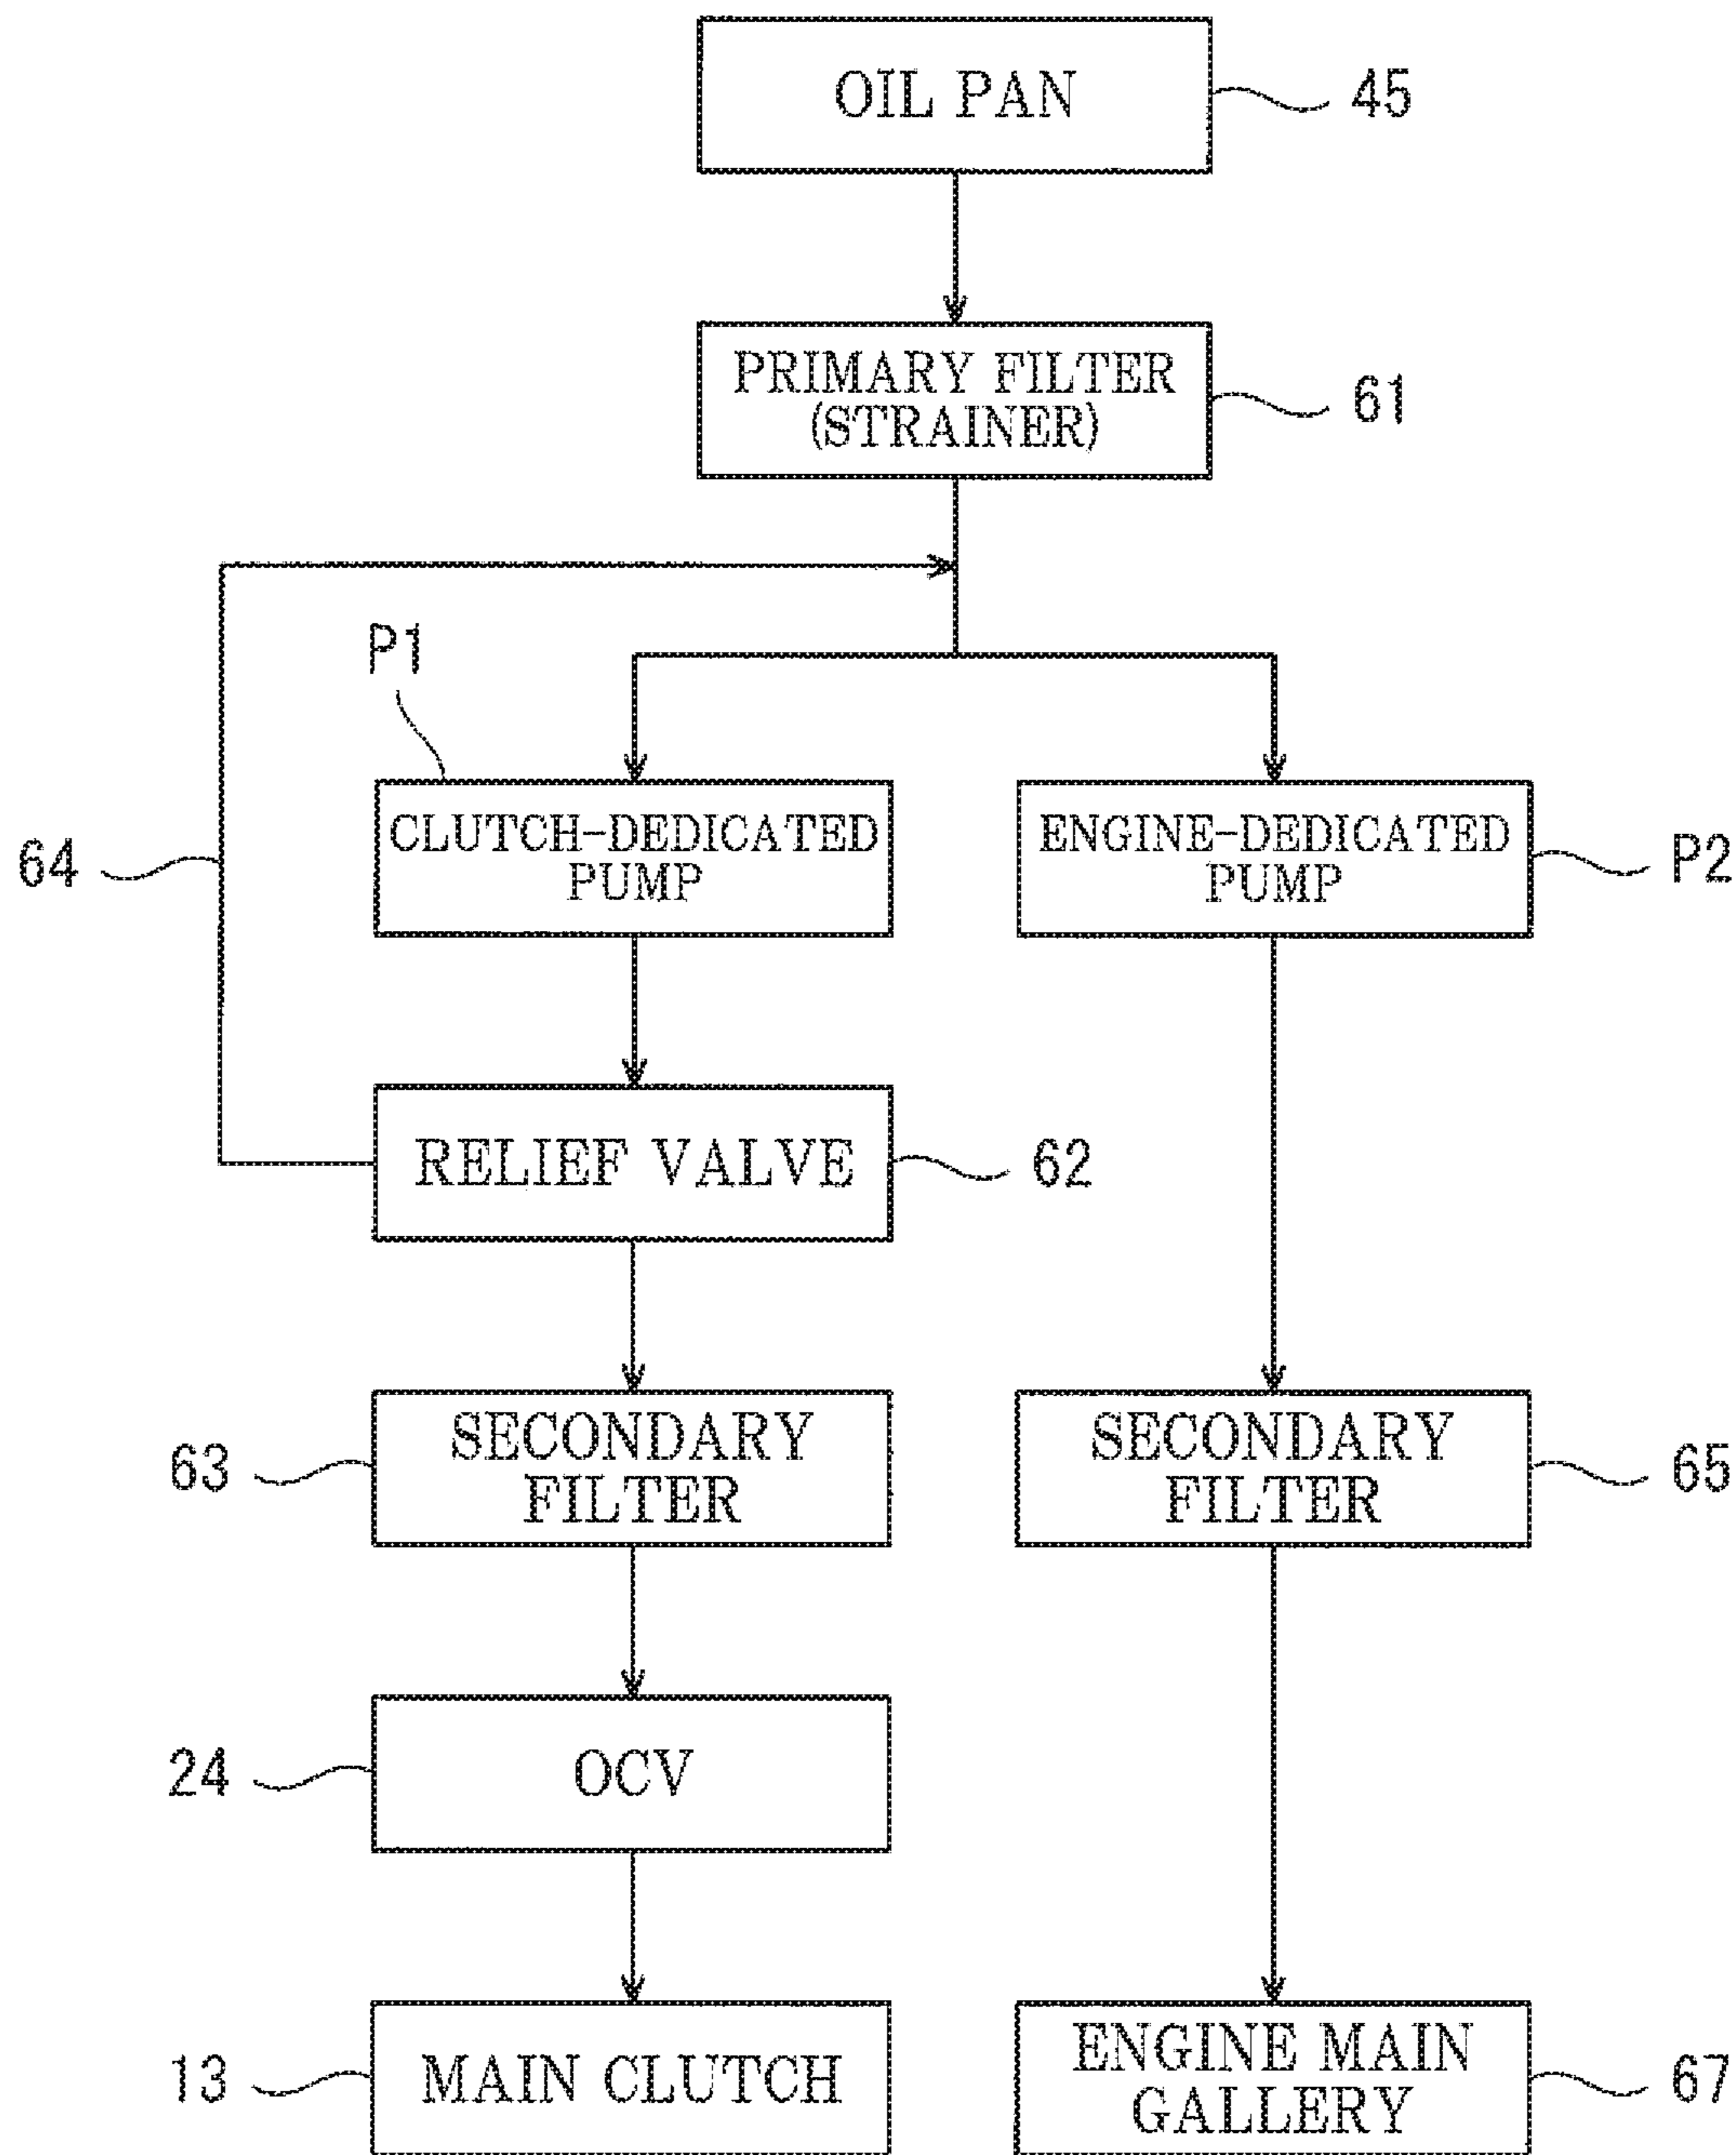 OIL PAN
45
PRIMARY FILTER
(STRAINER)
61
P1
CLUTCH-DEDICATED
PUMP
ENGINE-DEDICATED
PUMP
P2
64
RELIEF VALVE
62
63
SECONDARY
FILTER
SECONDARY
FILTER
65
24
OCV
13
MAIN CLUTCH
ENGINE MAIN
GALLERY
67